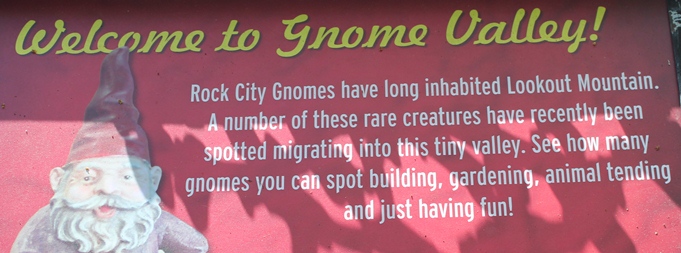 Welcome to Gnome Valley!
Rock City Gnomes have long inhabited Lookout Mountain.
A number of these rare creatures have recently been
spotted migrating into this tiny valley. See how many
gnomes you can spot building, gardening, animal tending
and just having fun!